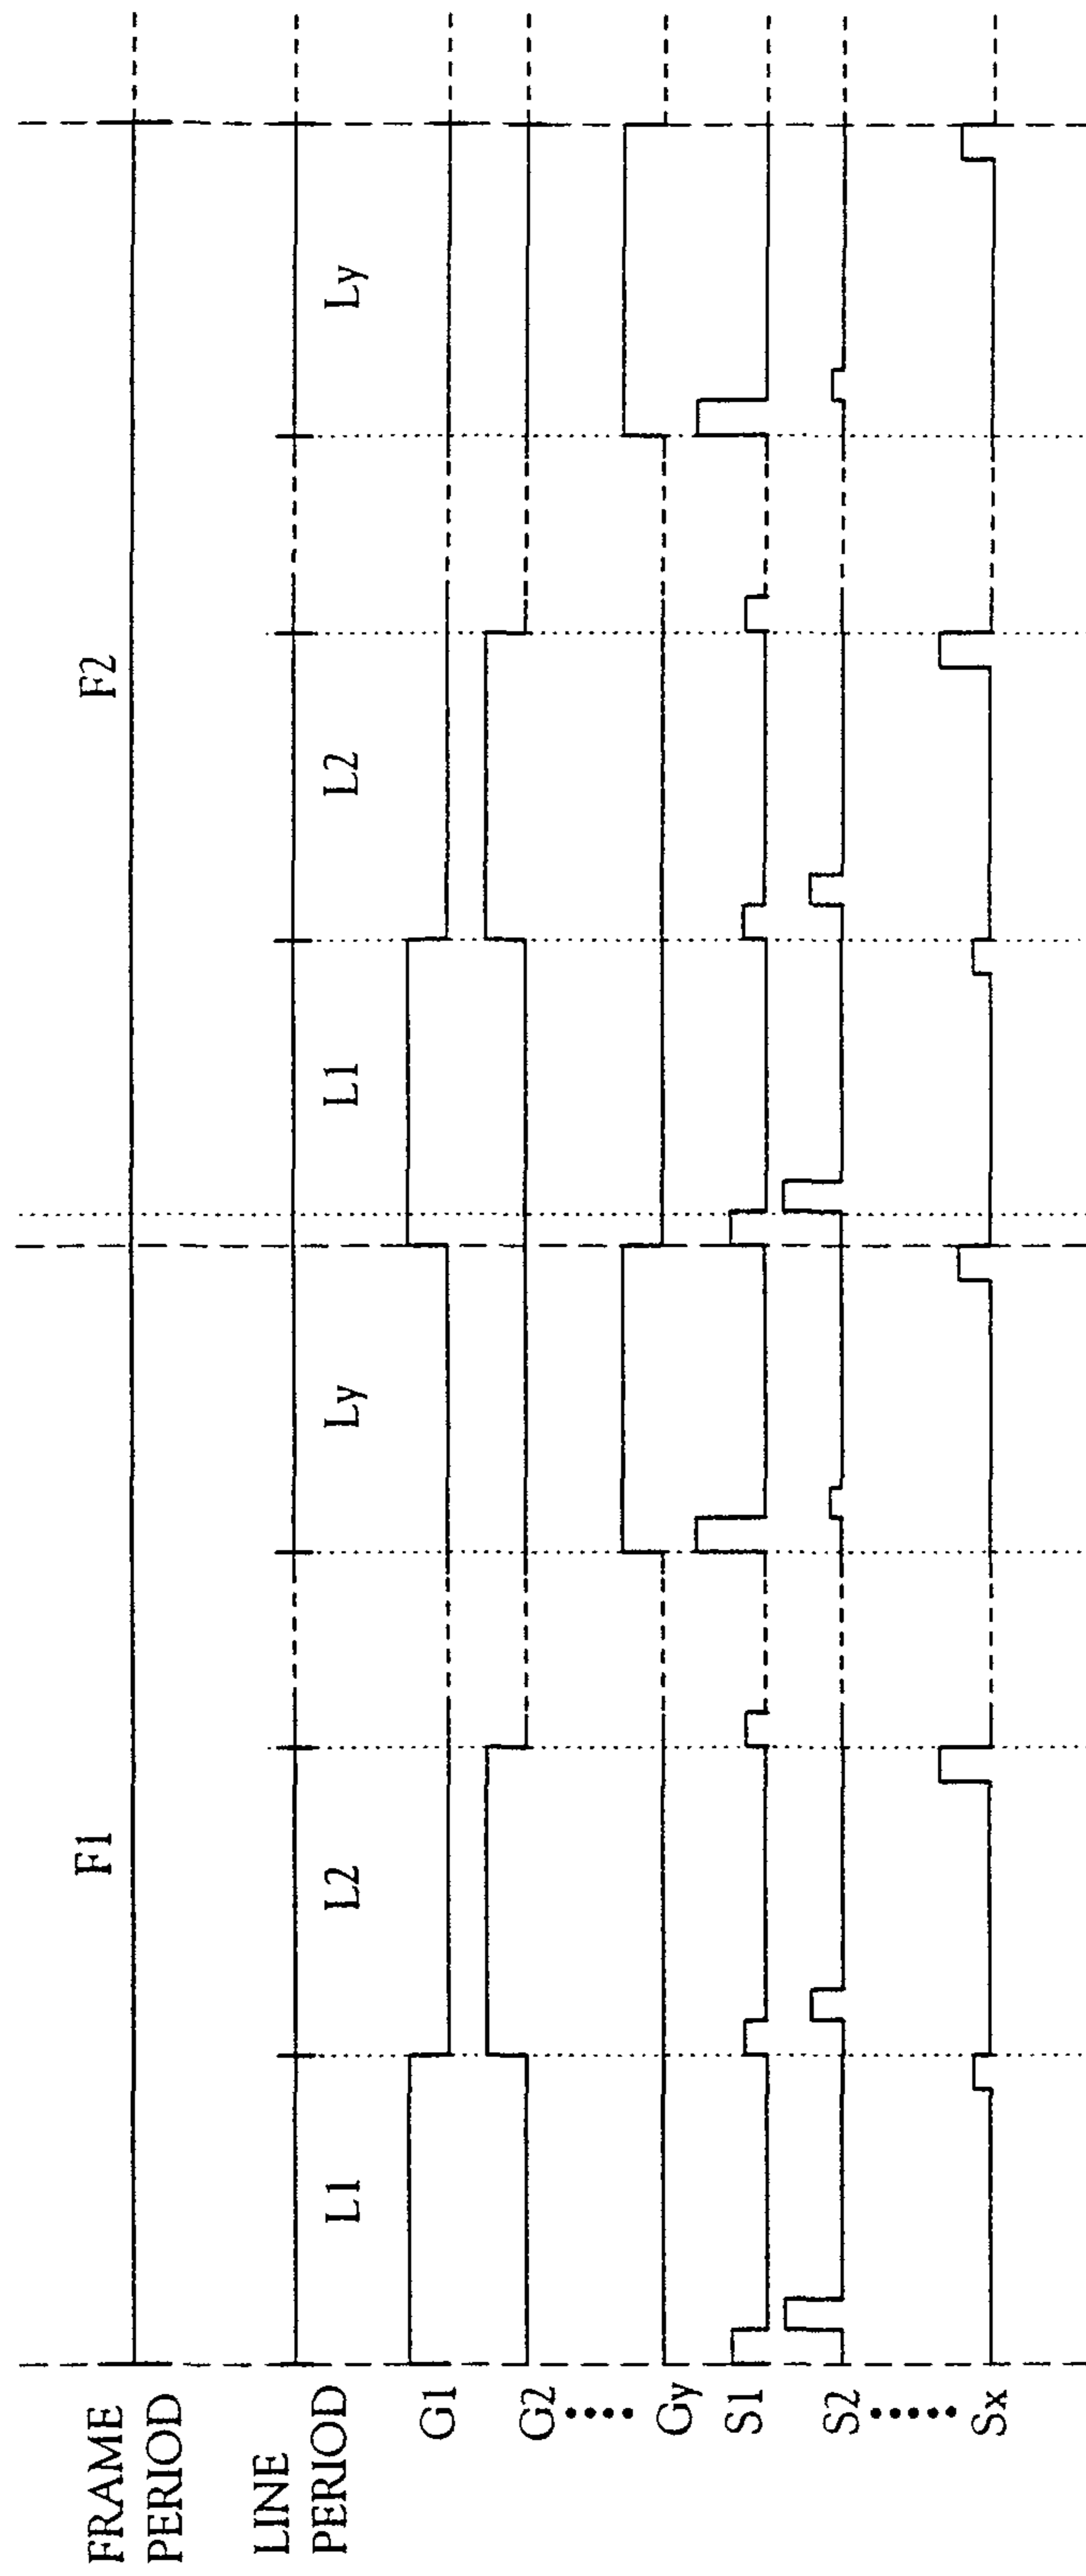 FRAME
PERIOD
F1
F2
LINE
PERIOD
L1
L2
Ly
L1
L2
Ly
G1
G2
Gy
S1
S2
Sx